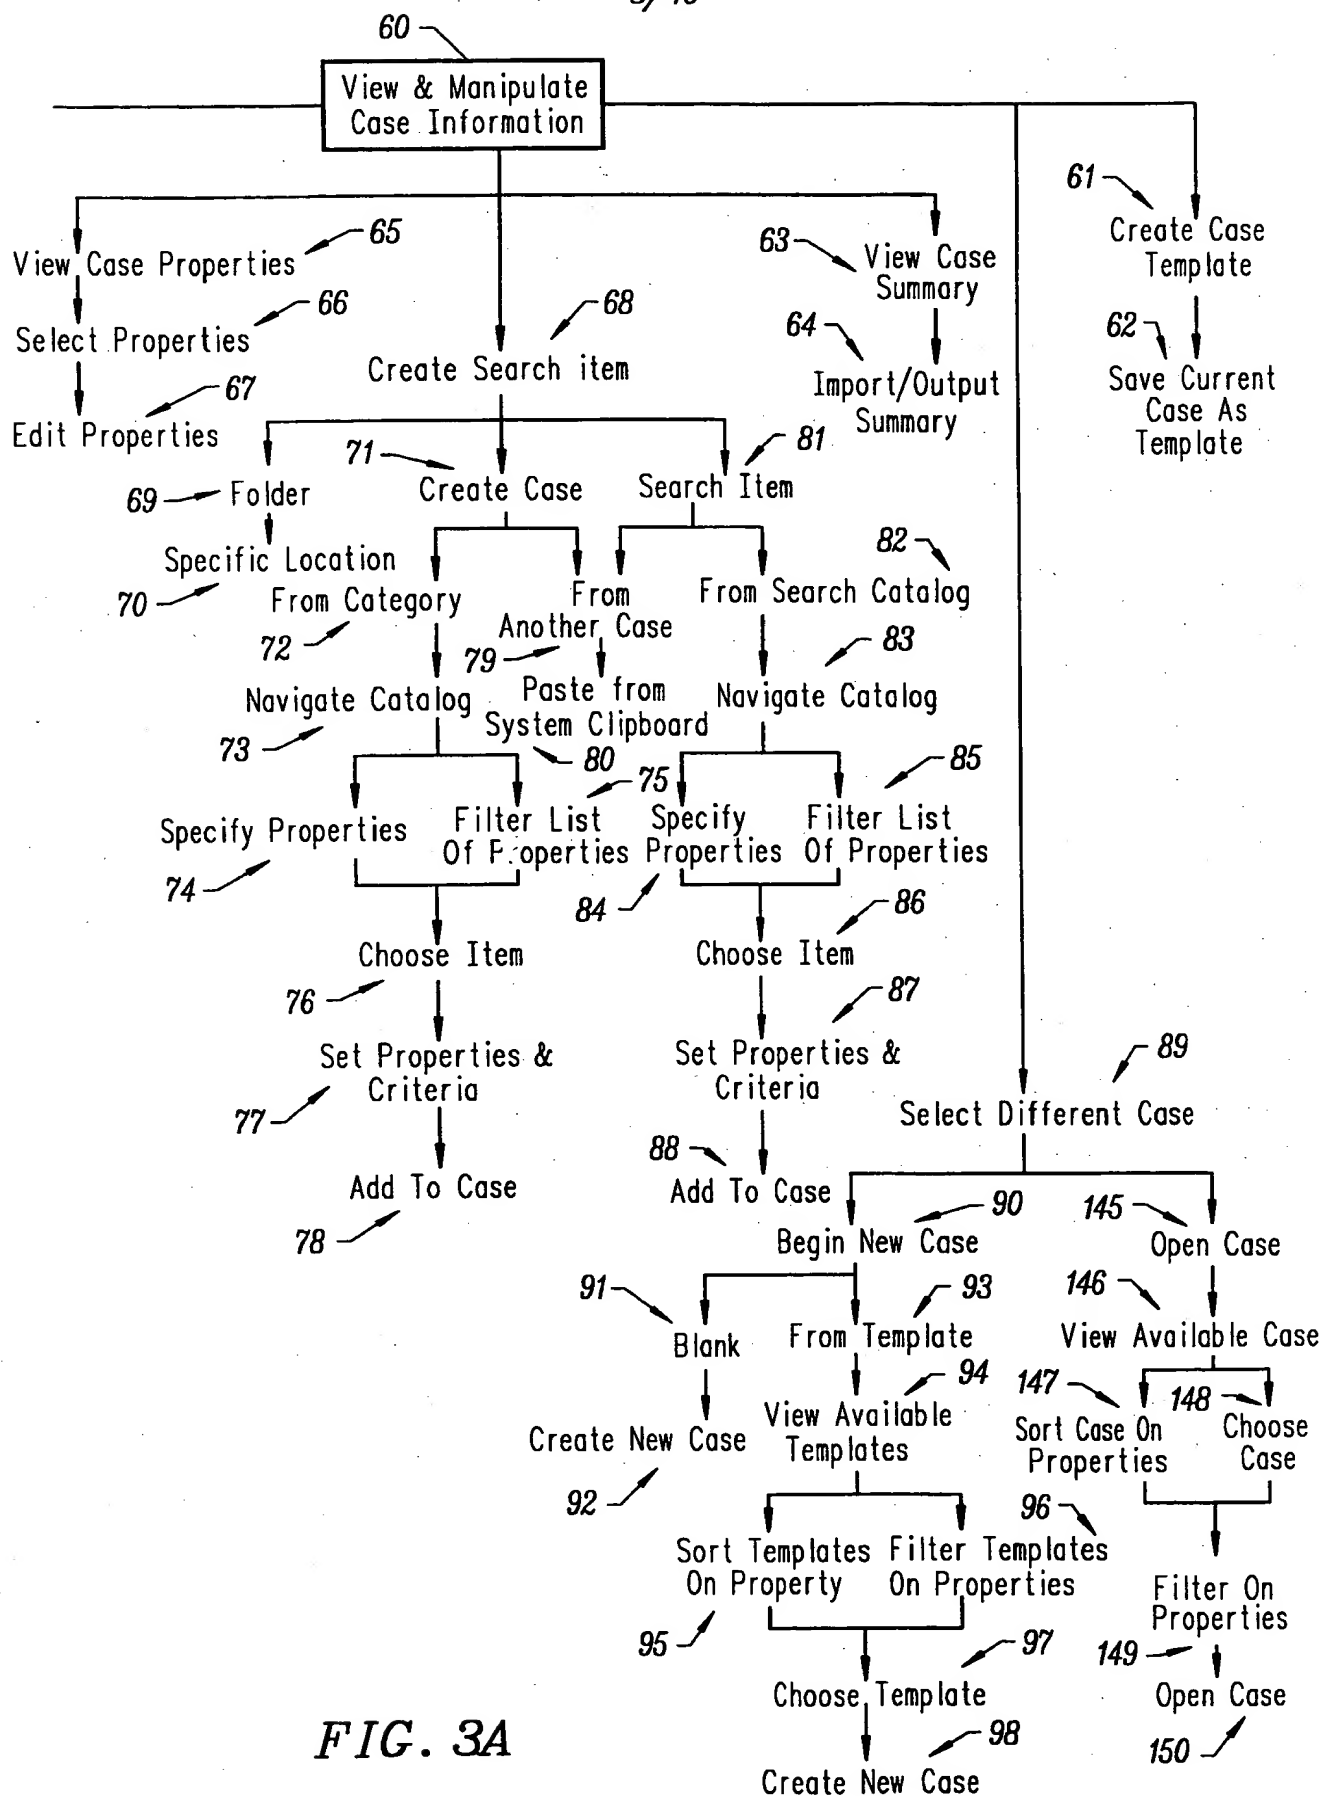 60
View & Manipulate
Case Information
61
Create Case
Template
65
View Case Properties
63
View Case
Summary
66
Select Properties
68
Create Search item
64
Import/Output
Summary
62
Save Current
Case As
Template
67
Edit Properties
71
Create Case
81
Search Item
69
Folder
Specific Location
70
82
From Category
72
From
Another Case
79
From Search Catalog
83
Navigate Catalog
73
Paste from
System Clipboard
80
Navigate Catalog
75
85
Specify Properties
74
Filter List
Of Properties
Specify
Properties
84
Filter List
Of Properties
86
Choose Item
76
Choose Item
87
Set Properties &
Criteria
77
Set Properties &
Criteria
89
Select Different Case
88
Add To Case
78
Add To Case
90
Begin New Case
145
Open Case
91
Blank
93
From Template
146
View Available Case
94
View Available
Templates
147
Sort Case On
Properties
148
Choose
Case
Create New Case
92
96
Sort Templates
On Property
95
Filter Templates
On Properties
Filter On
Properties
149
97
Choose Template
Open Case
150
98
Create New Case
FIG. 3A